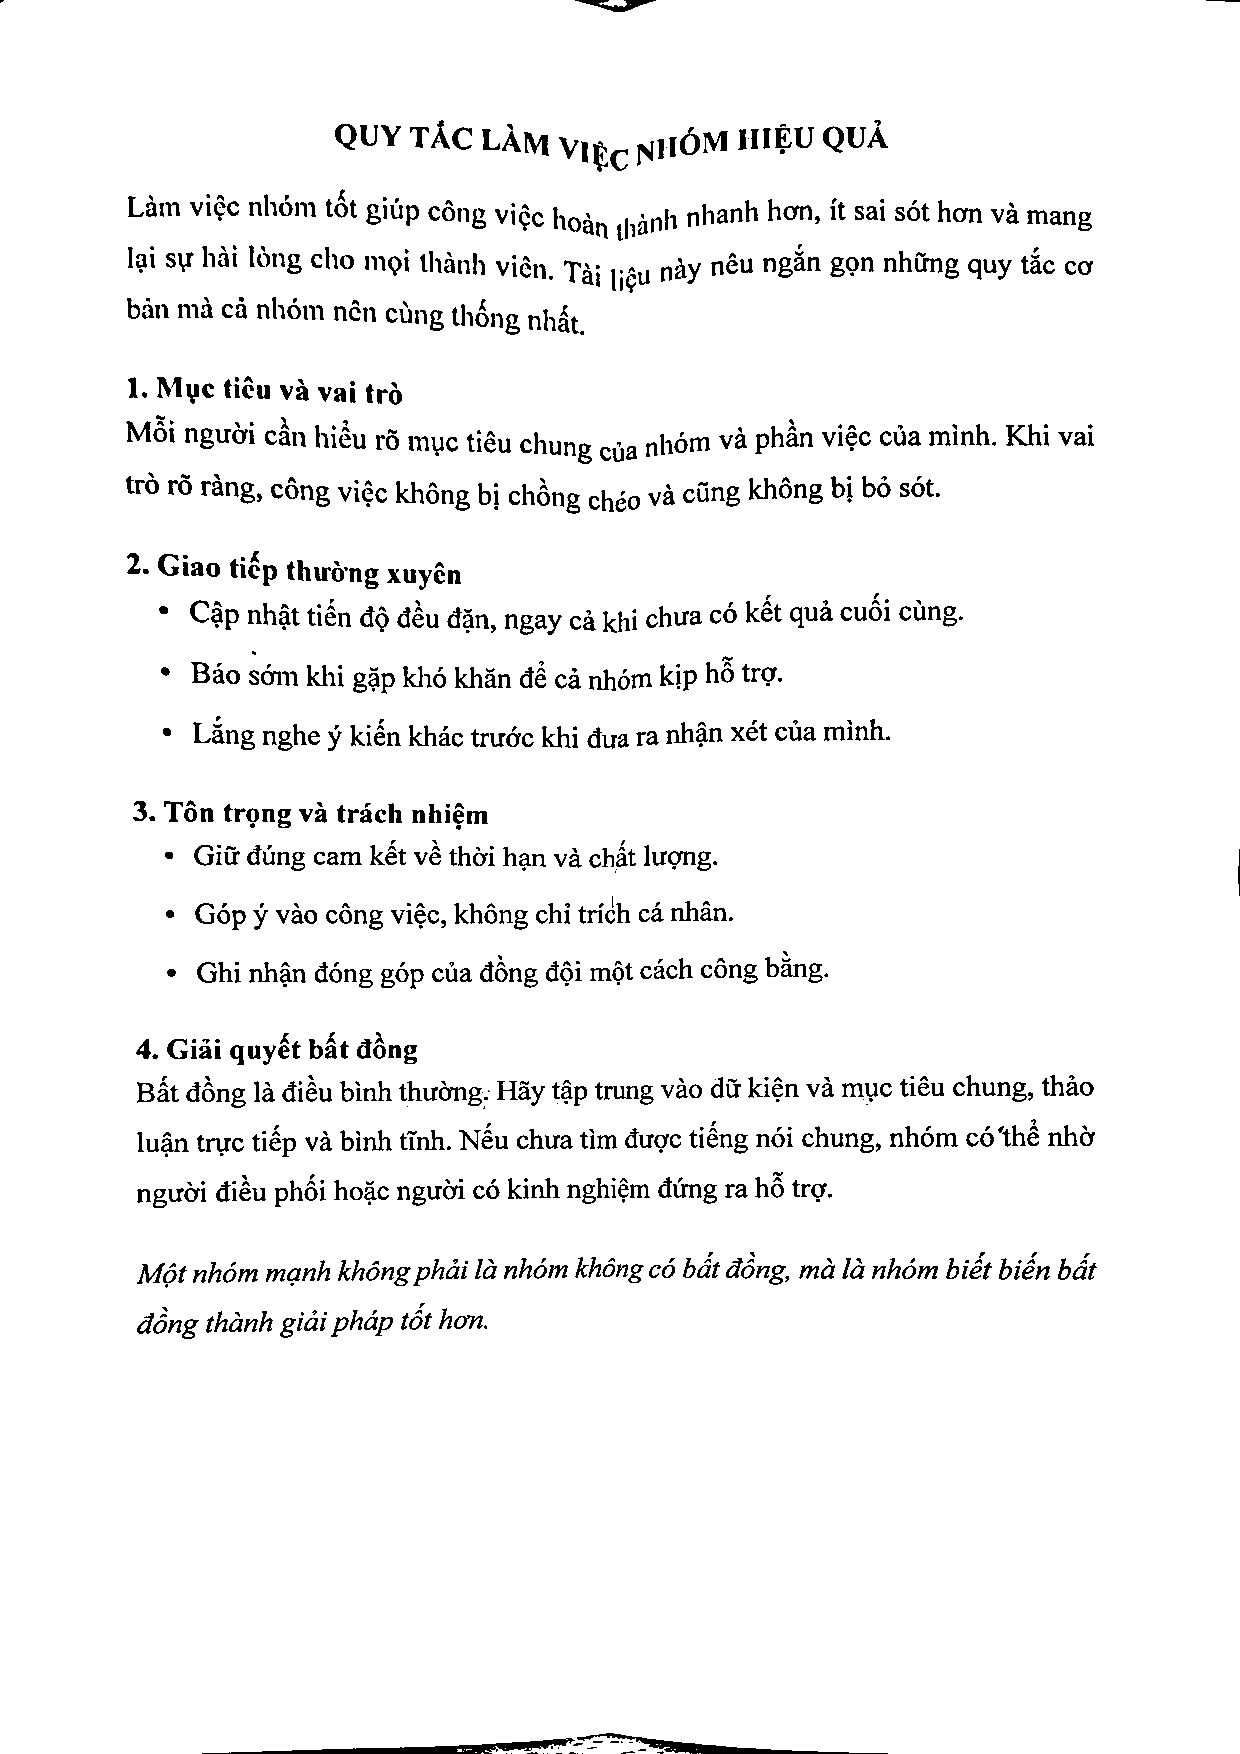 QUY TẮC LÀM VIỆC NHÓM HIỆU QUẢ
Làm việc nhóm tốt giúp công việc hoàn thành nhanh hơn, ít sai sót hơn và mang
lại sự hài lòng cho mọi thành viên. Tài liệu này nêu ngắn gọn những quy tắc cơ
bản mà cả nhóm nên cùng thống nhất.
1. Mục tiêu và vai trò
Mỗi người cần hiểu rõ mục tiêu chung của nhóm và phần việc của mình. Khi vai
trò rõ ràng, công việc không bị chồng chéo và cũng không bị bỏ sót.
2. Giao tiếp thường xuyên
• Cập nhật tiến độ đều đặn, ngay cả khi chưa có kết quả cuối cùng.
• Báo sớm khi gặp khó khăn để cả nhóm kịp hỗ trợ.
• Lắng nghe ý kiến khác trước khi đưa ra nhận xét của mình.
3. Tôn trọng và trách nhiệm
• Giữ đúng cam kết về thời hạn và chất lượng.
• Góp ý vào công việc, không chỉ trích cá nhân.
• Ghi nhận đóng góp của đồng đội một cách công bằng.
4. Giải quyết bất đồng
Bất đồng là điều bình thường. Hãy tập trung vào dữ kiện và mục tiêu chung, thảo
luận trực tiếp và bình tĩnh. Nếu chưa tìm được tiếng nói chung, nhóm có thể nhờ
người điều phối hoặc người có kinh nghiệm đứng ra hỗ trợ.
Một nhóm mạnh không phải là nhóm không có bất đồng, mà là nhóm biết biến bất
đồng thành giải pháp tốt hơn.